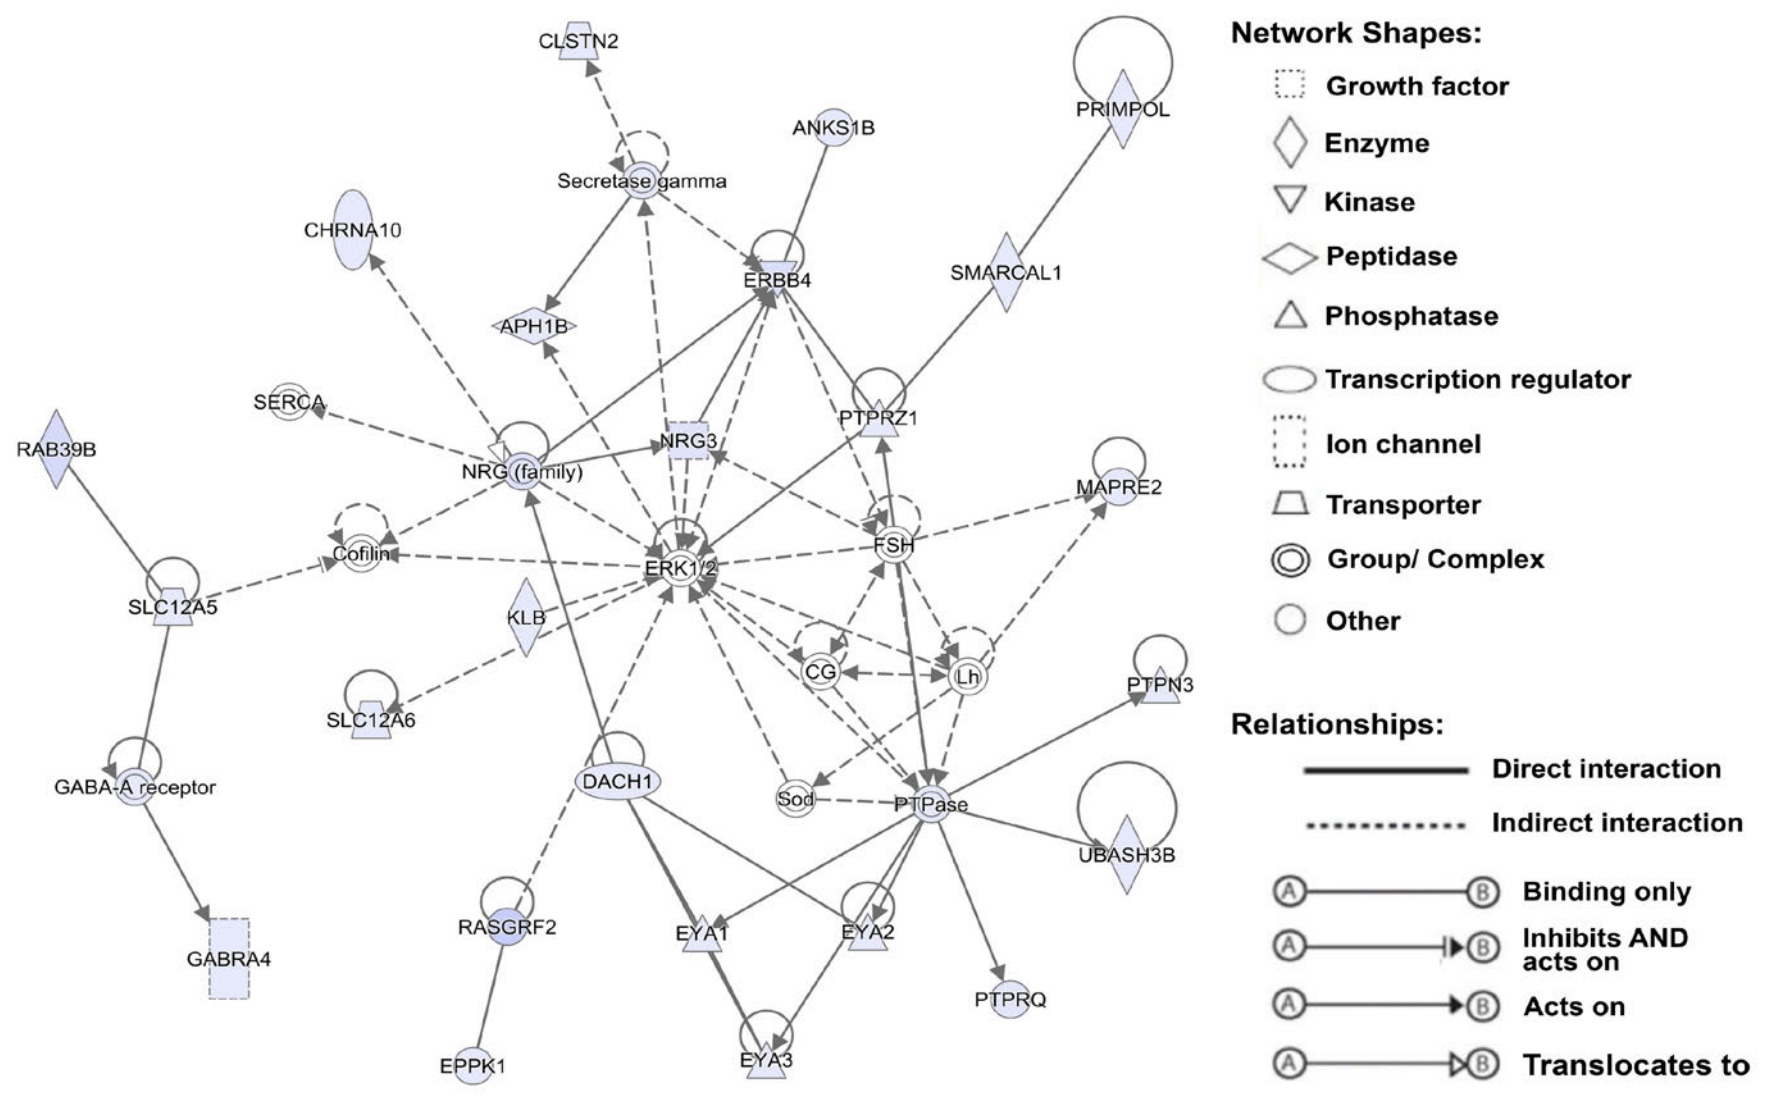 CLSTN2
PRIMPOL
ANKS1B
Secretase gamma
CHRNA10
ERBB4
SMARCAL1
APH1B
SERCA
PTPRZ1
NRG3
RAB39B
NRG (family)
MAPRE2
Cofilin
FSH
ERK1/2
SLC12A5
KLB
CG
Lh
PTPN3
SLC12A6
GABA-A receptor
DACH1
Sod
PTPase
UBASH3B
RASGRF2
EYA1
EYA2
GABRA4
PTPRQ
EPPK1
EYA3
Network Shapes:
Growth factor
Enzyme
Kinase
Peptidase
Phosphatase
Transcription regulator
Ion channel
Transporter
Group/ Complex
Other
Relationships:
Direct interaction
Indirect interaction
A B Binding only
A B Inhibits AND
acts on
A B Acts on
A B Translocates to